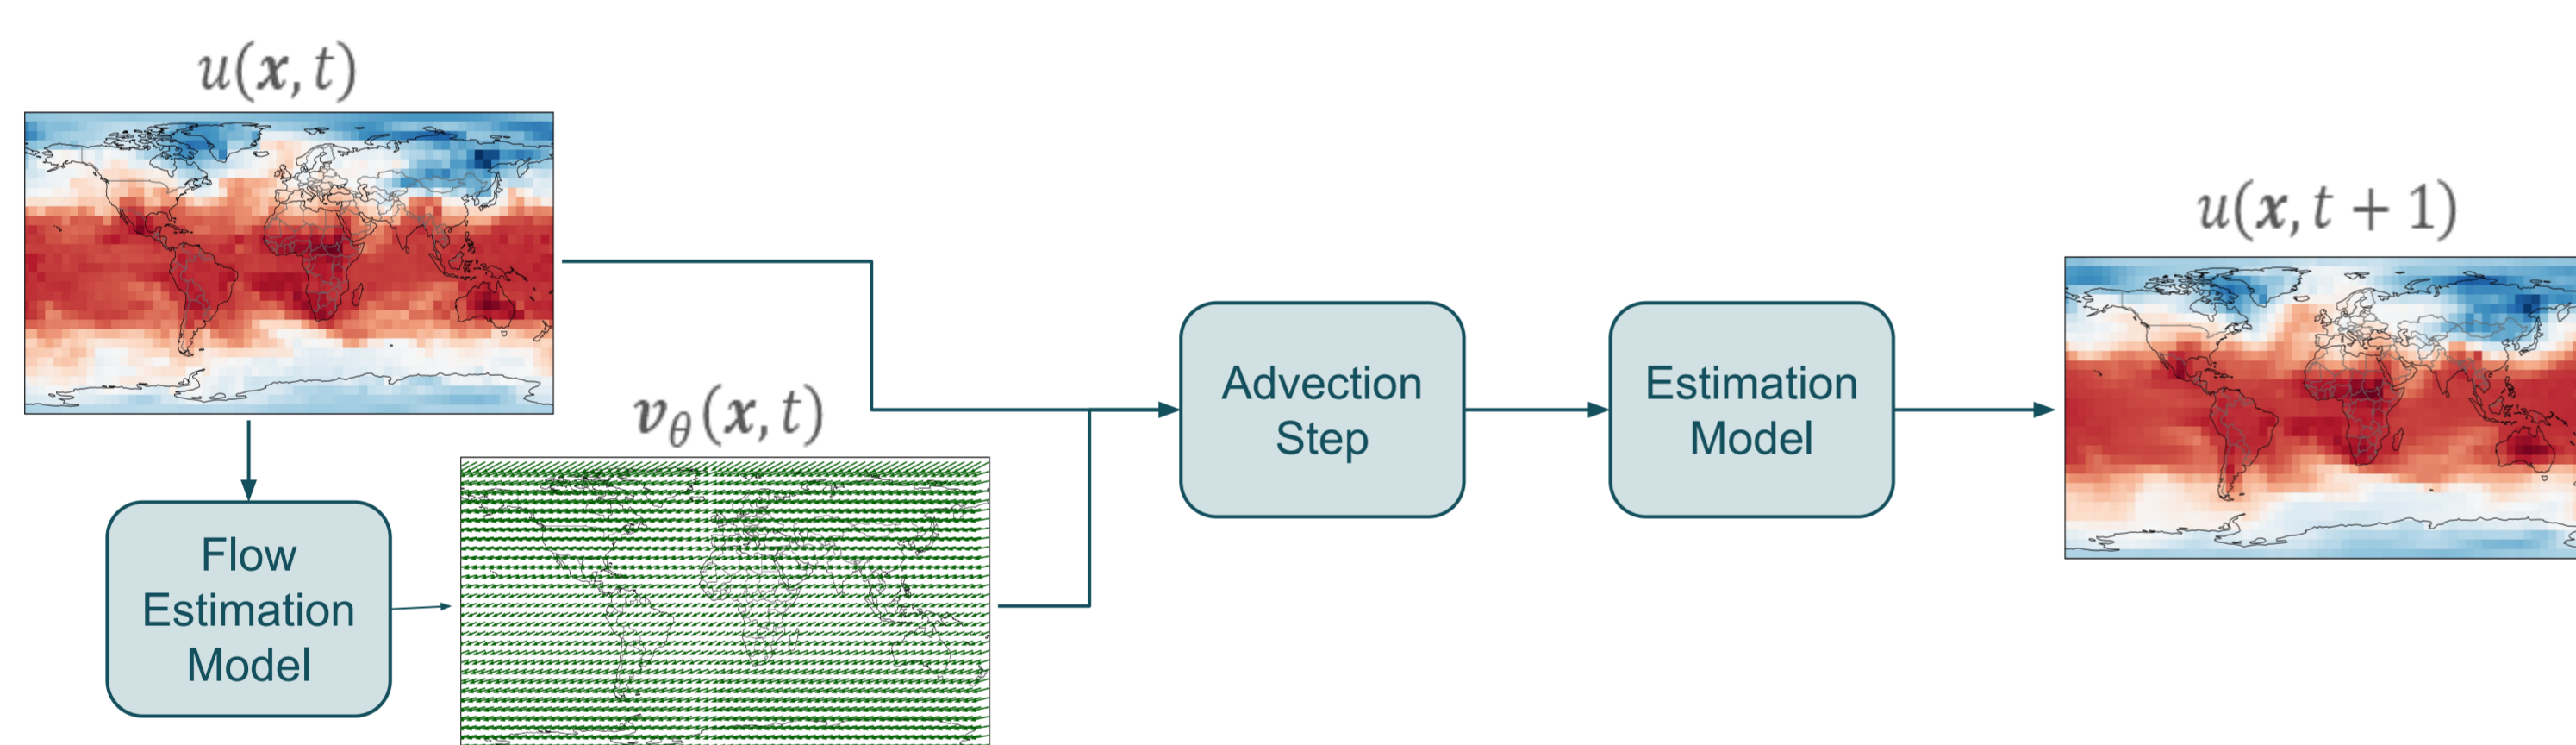 u(x, t)
Flow
Estimation
Model
v_θ(x, t)
Advection
Step
Estimation
Model
u(x, t + 1)